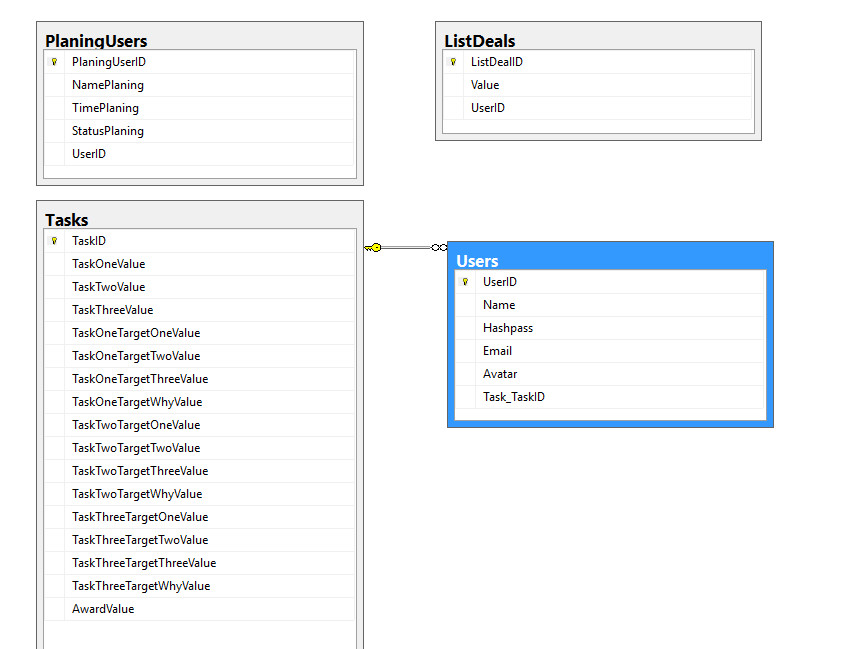 PlaningUsers
PlaningUserID
NamePlaning
TimePlaning
StatusPlaning
UserID
ListDeals
ListDealID
Value
UserID
Tasks
TaskID
TaskOneValue
TaskTwoValue
TaskThreeValue
TaskOneTargetOneValue
TaskOneTargetTwoValue
TaskOneTargetThreeValue
TaskOneTargetWhyValue
TaskTwoTargetOneValue
TaskTwoTargetTwoValue
TaskTwoTargetThreeValue
TaskTwoTargetWhyValue
TaskThreeTargetOneValue
TaskThreeTargetTwoValue
TaskThreeTargetThreeValue
TaskThreeTargetWhyValue
AwardValue
Users
UserID
Name
Hashpass
Email
Avatar
Task_TaskID